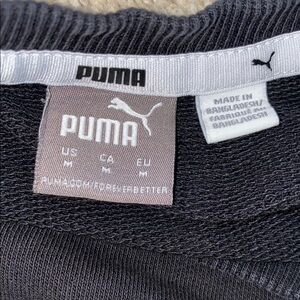 PUMA
PUMA
US CA EU
M M M
PUMA.COM/FOREVERBETTER
MADE IN
BANGLADESH/
FABRIQUÉ AU
BANGLADESH